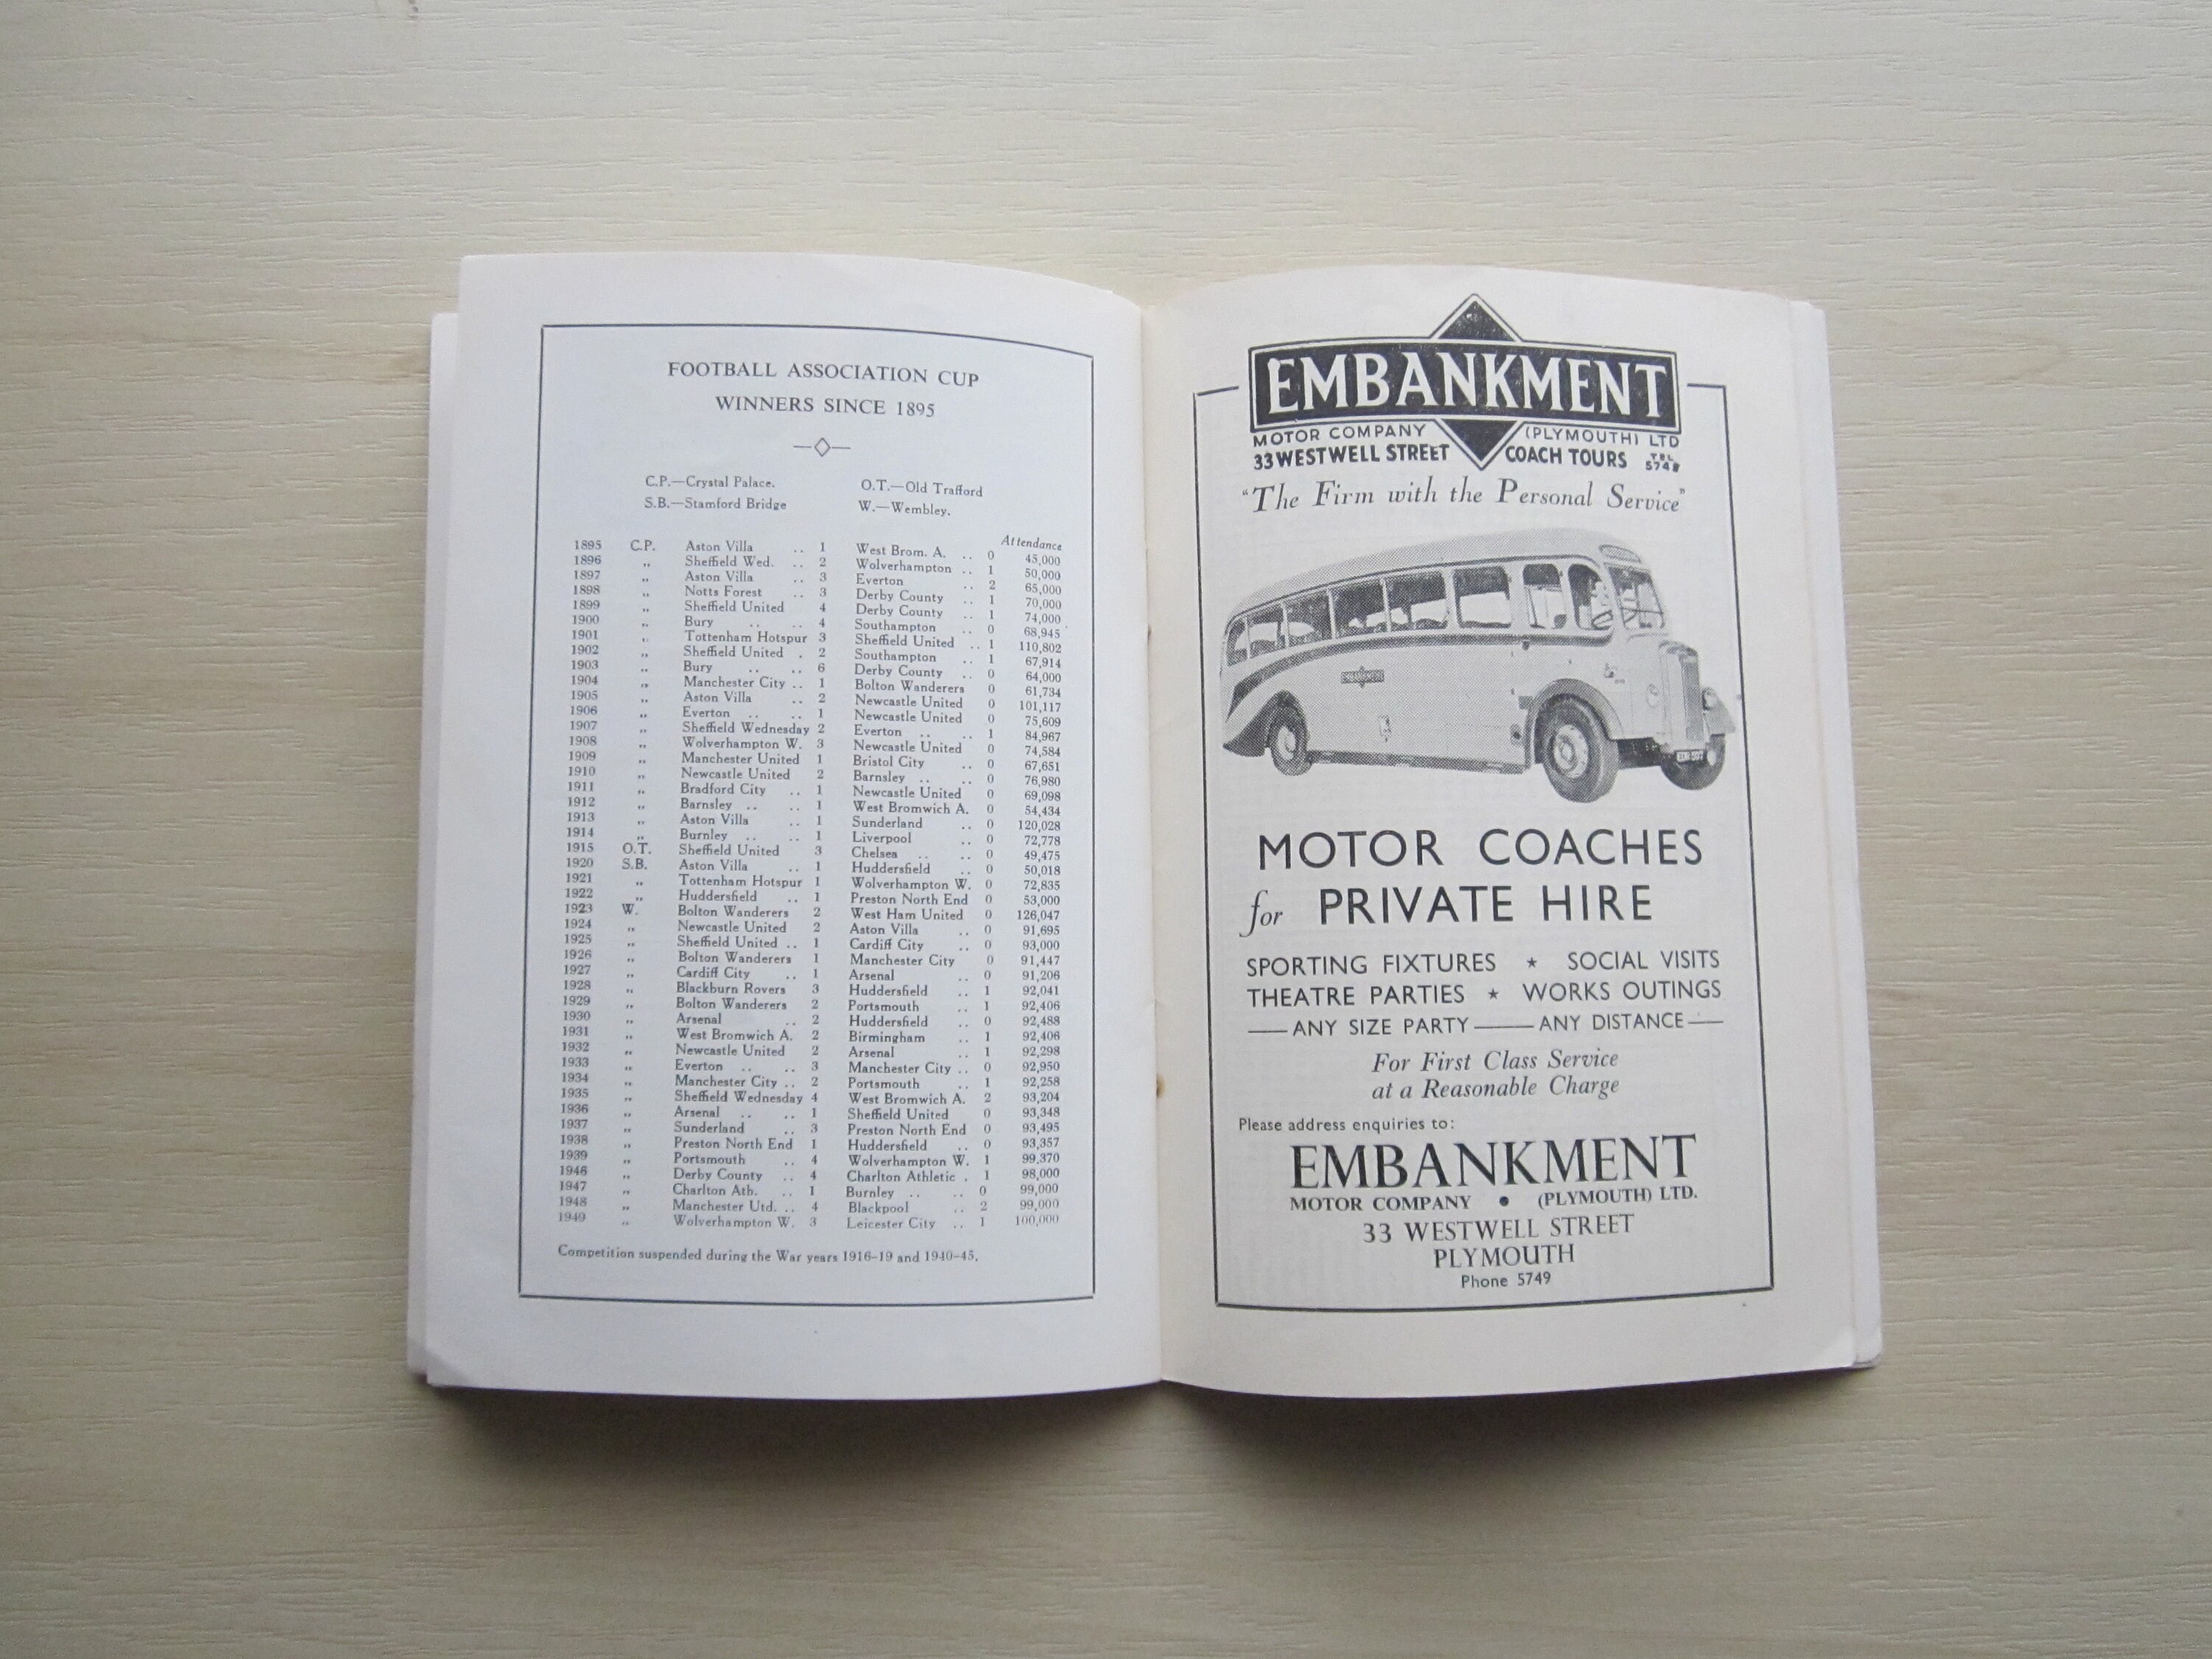 FOOTBALL ASSOCIATION CUP
WINNERS SINCE 1895
C.P.—Crystal Palace. O.T.—Old Trafford
S.B.—Stamford Bridge W.—Wembley.
Attendance
1895 C.P. Aston Villa .. 1 West Brom. A. .. 0 45,000
1896 ,, Sheffield Wed. .. 2 Wolverhampton .. 1 50,000
1897 ,, Aston Villa .. 3 Everton .. 2 65,000
1898 ,, Notts Forest .. 3 Derby County .. 1 70,000
1899 ,, Sheffield United 4 Derby County .. 1 74,000
1900 ,, Bury .. .. 4 Southampton .. 0 68,945
1901 ,, Tottenham Hotspur 3 Sheffield United .. 1 110,802
1902 ,, Sheffield United . 2 Southampton .. 1 67,914
1903 ,, Bury .. .. 6 Derby County .. 0 64,000
1904 ,, Manchester City .. 1 Bolton Wanderers 0 61,734
1905 ,, Aston Villa .. 2 Newcastle United 0 101,117
1906 ,, Everton .. .. 1 Newcastle United 0 75,609
1907 ,, Sheffield Wednesday 2 Everton .. .. 1 84,967
1908 ,, Wolverhampton W. 3 Newcastle United 0 74,584
1909 ,, Manchester United 1 Bristol City .. 0 67,651
1910 ,, Newcastle United 2 Barnsley .. .. 0 76,980
1911 ,, Bradford City .. 1 Newcastle United 0 69,098
1912 ,, Barnsley .. .. 1 West Bromwich A. 0 54,434
1913 ,, Aston Villa .. 1 Sunderland .. 0 120,028
1914 ,, Burnley .. .. 1 Liverpool .. 0 72,778
1915 O.T. Sheffield United 3 Chelsea .. .. 0 49,475
1920 S.B. Aston Villa .. 1 Huddersfield .. 0 50,018
1921 ,, Tottenham Hotspur 1 Wolverhampton W. 0 72,835
1922 ,, Huddersfield .. 1 Preston North End 0 53,000
1923 W. Bolton Wanderers 2 West Ham United 0 126,047
1924 ,, Newcastle United 2 Aston Villa .. 0 91,695
1925 ,, Sheffield United .. 1 Cardiff City .. 0 93,000
1926 ,, Bolton Wanderers 1 Manchester City 0 91,447
1927 ,, Cardiff City .. 1 Arsenal .. 0 91,206
1928 ,, Blackburn Rovers 3 Huddersfield .. 1 92,041
1929 ,, Bolton Wanderers 2 Portsmouth .. 1 92,406
1930 ,, Arsenal .. 2 Huddersfield .. 0 92,488
1931 ,, West Bromwich A. 2 Birmingham .. 1 92,406
1932 ,, Newcastle United 2 Arsenal .. 1 92,298
1933 ,, Everton .. .. 3 Manchester City .. 0 92,950
1934 ,, Manchester City .. 2 Portsmouth .. 1 92,258
1935 ,, Sheffield Wednesday 4 West Bromwich A. 2 93,204
1936 ,, Arsenal .. .. 1 Sheffield United 0 93,348
1937 ,, Sunderland .. 3 Preston North End 0 93,495
1938 ,, Preston North End 1 Huddersfield .. 0 93,357
1939 ,, Portsmouth .. 4 Wolverhampton W. 1 99,370
1946 ,, Derby County .. 4 Charlton Athletic . 1 98,000
1947 ,, Charlton Ath. .. 1 Burnley .. .. 0 99,000
1948 ,, Manchester Utd. .. 4 Blackpool .. 2 99,000
1949 ,, Wolverhampton W. 3 Leicester City .. 1 100,000
Competition suspended during the War years 1916-19 and 1940-45.
EMBANKMENT
MOTOR COMPANY (PLYMOUTH) LTD
33 WESTWELL STREET COACH TOURS TEL
"The Firm with the Personal Service"
EMBANKMENT
MOTOR COACHES
for PRIVATE HIRE
SPORTING FIXTURES ★ SOCIAL VISITS
THEATRE PARTIES ★ WORKS OUTINGS
— ANY SIZE PARTY — ANY DISTANCE —
For First Class Service
at a Reasonable Charge
Please address enquiries to:
EMBANKMENT
MOTOR COMPANY • (PLYMOUTH) LTD.
33 WESTWELL STREET
PLYMOUTH
Phone 5749